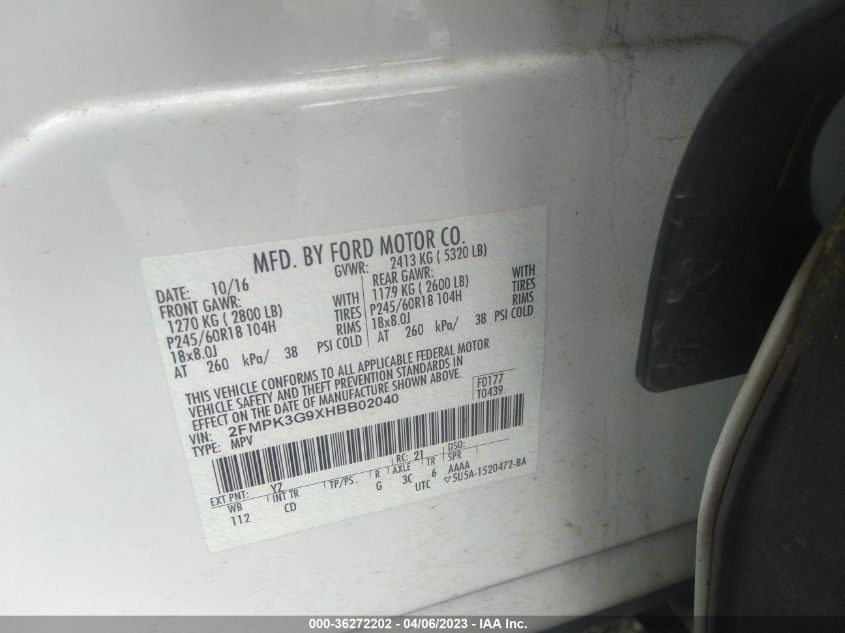 MFD. BY FORD MOTOR CO.
DATE: 10/16 GVWR: 2413 KG ( 5320 LB)
FRONT GAWR: REAR GAWR:
1270 KG ( 2800 LB) WITH 1179 KG ( 2600 LB) WITH
P245/60R18 104H TIRES P245/60R18 104H TIRES
18x8.0J RIMS 18x8.0J RIMS
AT 260 kPa/ 38 PSI COLD AT 260 kPa/ 38 PSI COLD
THIS VEHICLE CONFORMS TO ALL APPLICABLE FEDERAL MOTOR
VEHICLE SAFETY AND THEFT PREVENTION STANDARDS IN
EFFECT ON THE DATE OF MANUFACTURE SHOWN ABOVE.
F0177
VIN: 2FMPK3G9XHBB02040 T0439
TYPE: MPV
EXT PNT: YZ RC: 21 DSO:
WB INT TR TP/PS R AXLE TR SPR
112 CD G 3C 6 AAAA
UTC ▽5U5A-1520472-BA
000-36272202 - 04/06/2023 - IAA Inc.